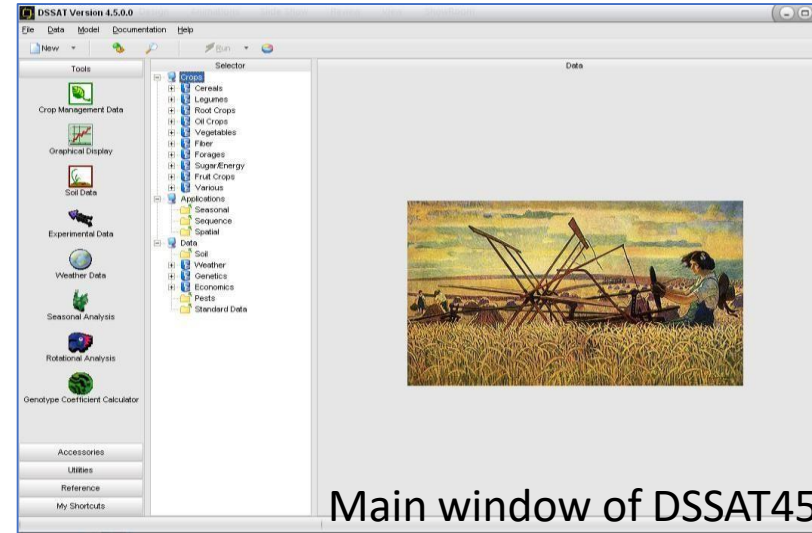 DSSAT Version 4.5.0.0
File Data Model Documentation Help
New Run
Tools
Crop Management Data
Graphical Display
Soil Data
Experimental Data
Weather Data
Seasonal Analysis
Rotational Analysis
Genotype Coefficient Calculator
Accessories
Utilities
Reference
My Shortcuts
Selector
Crops
Cereals
Legumes
Root Crops
Oil Crops
Vegetables
Fiber
Forages
Sugar/Energy
Fruit Crops
Various
Applications
Seasonal
Sequence
Spatial
Data
Soil
Weather
Genetics
Economics
Pests
Standard Data
Data
Main window of DSSAT45